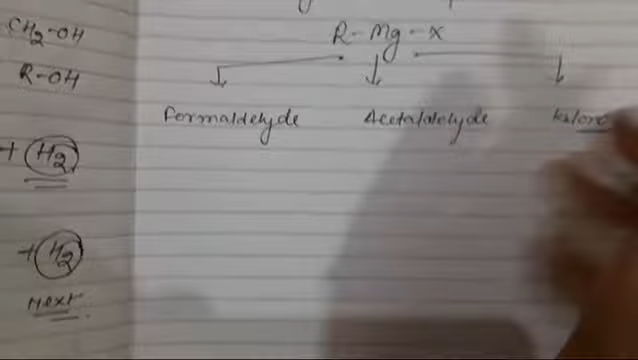 CH2-OH
R-OH
+ H2
+ H2
Next
R-Mg-X
Formaldehyde Acetaldehyde